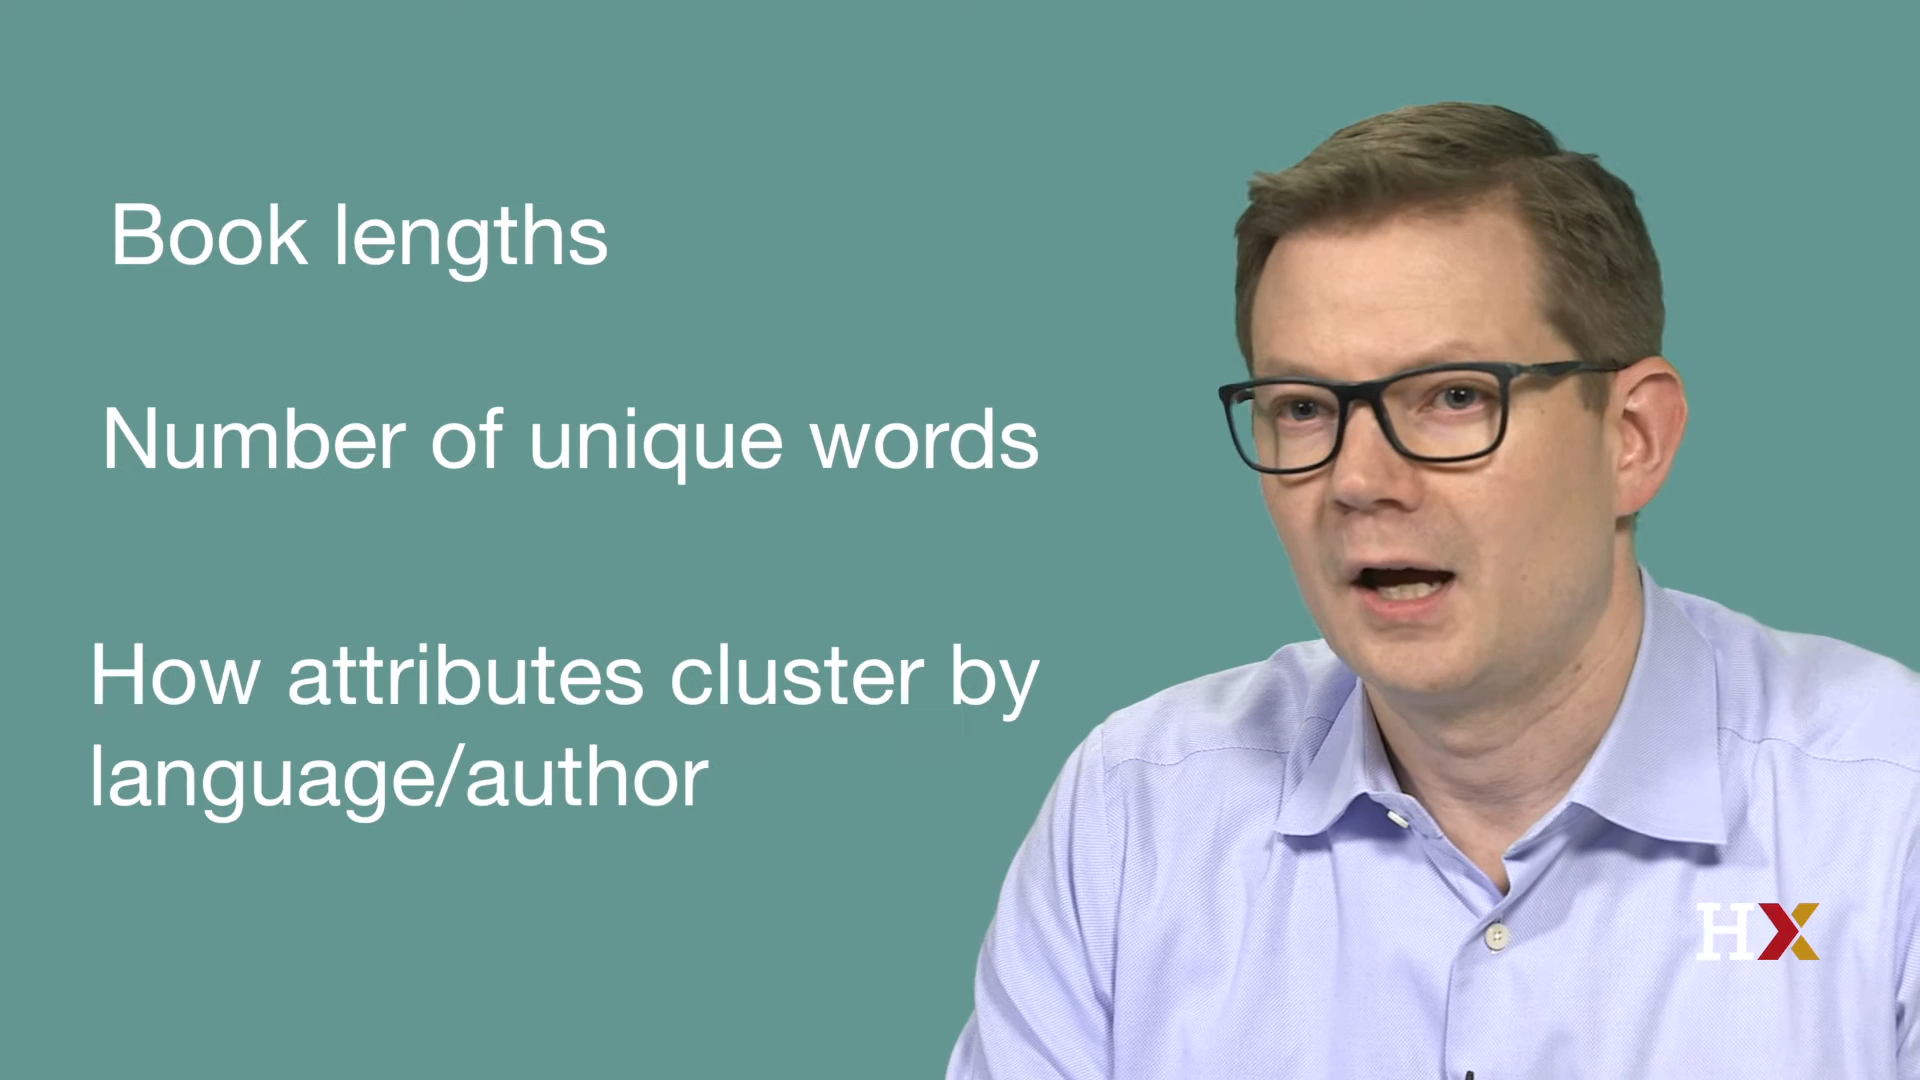 Book lengths
Number of unique words
How attributes cluster by
language/author
HX